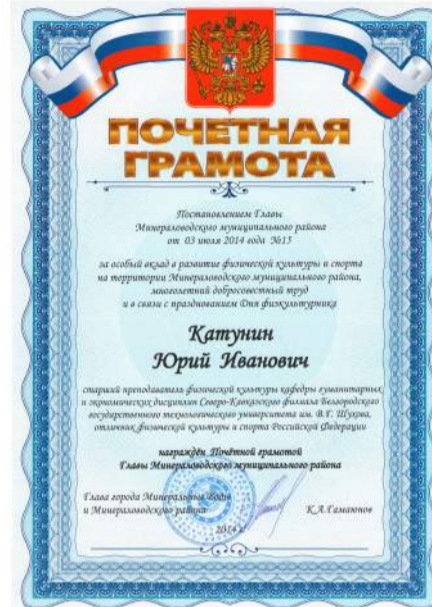 ПОЧЕТНАЯ
ГРАМОТА
Постановлением Главы
Минераловодского муниципального района
от 03 июля 2014 года №15
за особый вклад в развитие физической культуры и спорта
на территории Минераловодского муниципального района,
многолетний добросовестный труд
и в связи с празднованием Дня физкультурника
Катунин
Юрий Иванович
старший преподаватель физической культуры кафедры гуманитарных
и экономических дисциплин Северо-Кавказского филиала Белгородского
государственного технологического университета им. В.Г. Шухова,
отличник физической культуры и спорта Российской Федерации
награждён Почётной грамотой
Главы Минераловодского муниципального района
Глава города Минеральные Воды
и Минераловодского района
К.А.Гамаюнов
2014 г.